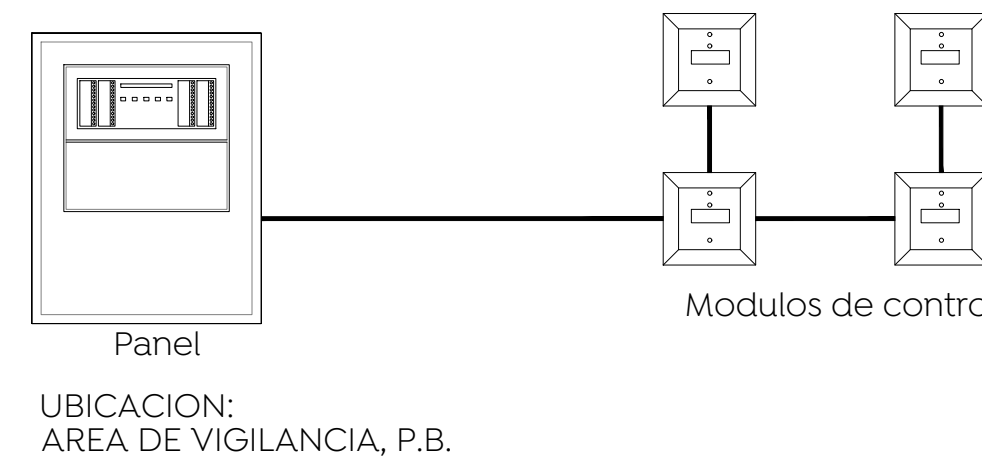 Modulos de contro
Panel
UBICACION:
AREA DE VIGILANCIA, P.B.